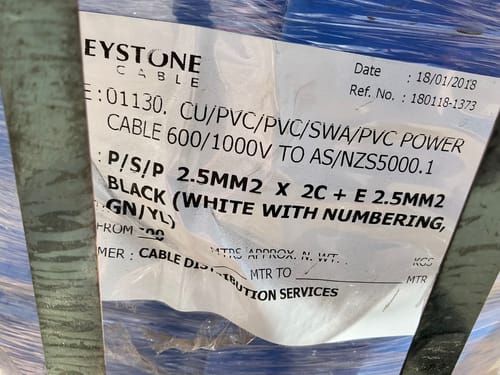 EYSTONE
CABLE
Date : 18/01/2018
Ref. No. : 180118-1373
E : 01130. CU/PVC/PVC/SWA/PVC POWER
CABLE 600/1000V TO AS/NZS5000.1
: P/S/P 2.5MM2 X 2C + E 2.5MM2
BLACK (WHITE WITH NUMBERING,
GN/YL)
FROM
MTRS APPROX. N. WT. KGS
MTR TO MTR
MER : CABLE DISTRIBUTION SERVICES